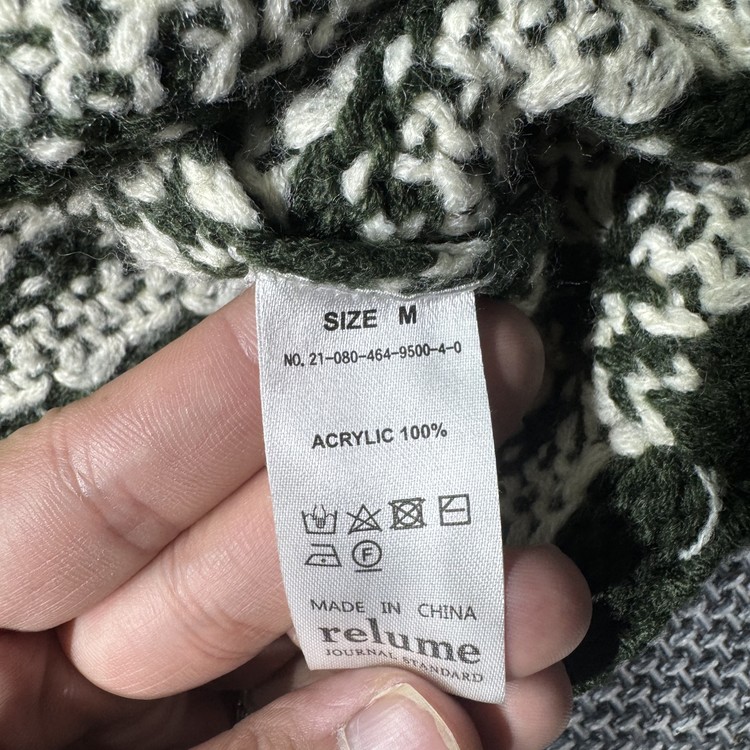 SIZE M
NO. 21-080-464-9500-4-0
ACRYLIC 100%
F
MADE IN CHINA
relume
JOURNAL STANDARD